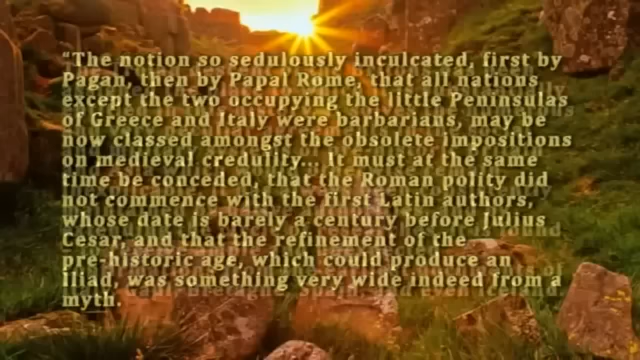 “The notion so sedulously inculcated, first by
Pagan, then by Papal Rome, that all nations
except the two occupying the little Peninsulas
of Greece and Italy were barbarians, may be
now classed amongst the obsolete impositions
on medieval credulity... It must at the same
time be conceded, that the Roman polity did
not commence with the first Latin authors,
whose date is barely a century before Julius
Cesar, and that the refinement of the
pre-historic age, which could produce an
Iliad, was something very wide indeed from a
myth.